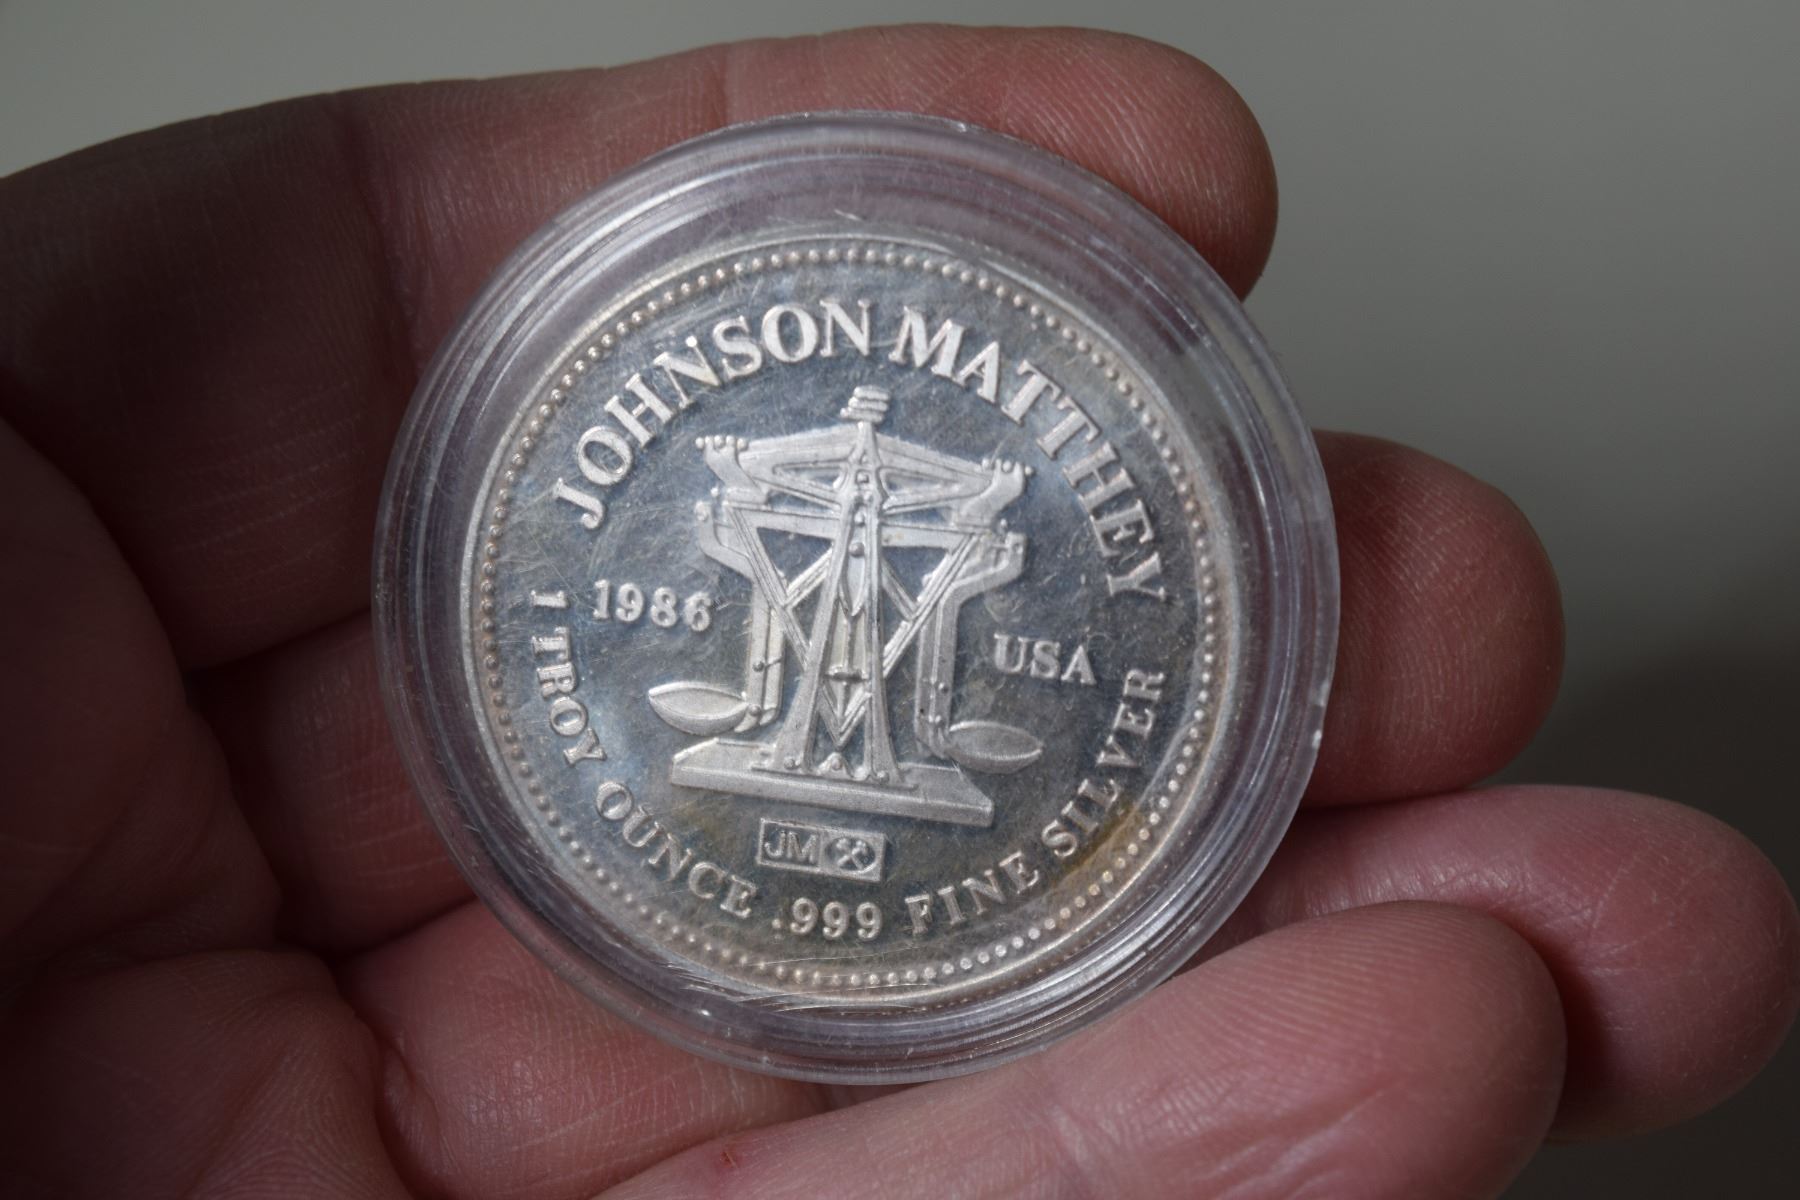 JOHNSON MATTHEY
1986
USA
JM
1 TROY OUNCE .999 FINE SILVER